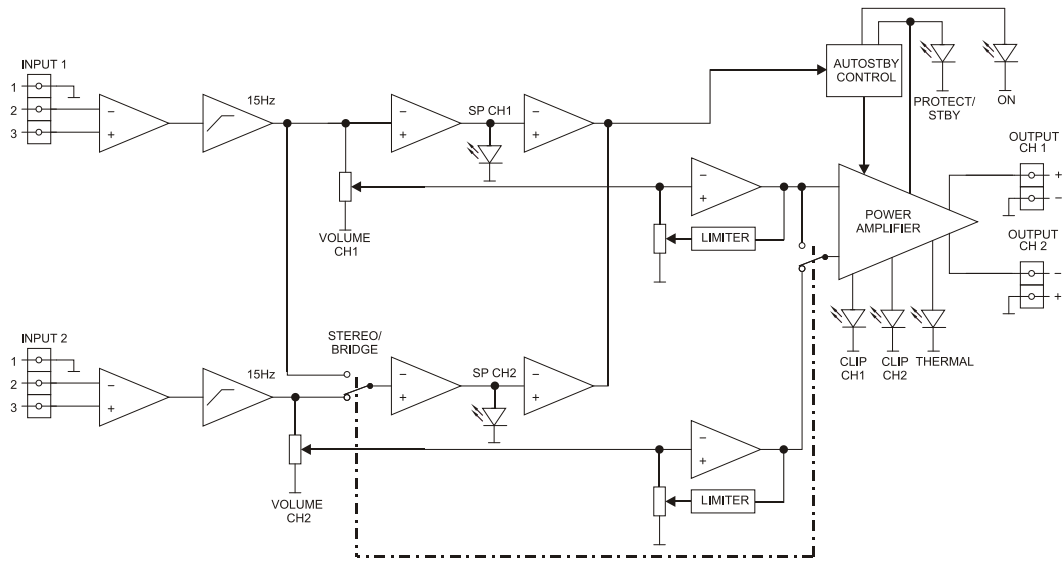 INPUT 1
1
2
3
−
+
15Hz
−
+
SP CH1
−
+
AUTOSTBY
CONTROL
PROTECT/
STBY
ON
VOLUME
CH1
−
+
LIMITER
POWER
AMPLIFIER
OUTPUT
CH 1
+
−
OUTPUT
CH 2
−
+
CLIP
CH1
CLIP
CH2
THERMAL
INPUT 2
1
2
3
−
+
15Hz
STEREO/
BRIDGE
−
+
SP CH2
−
+
VOLUME
CH2
−
+
LIMITER